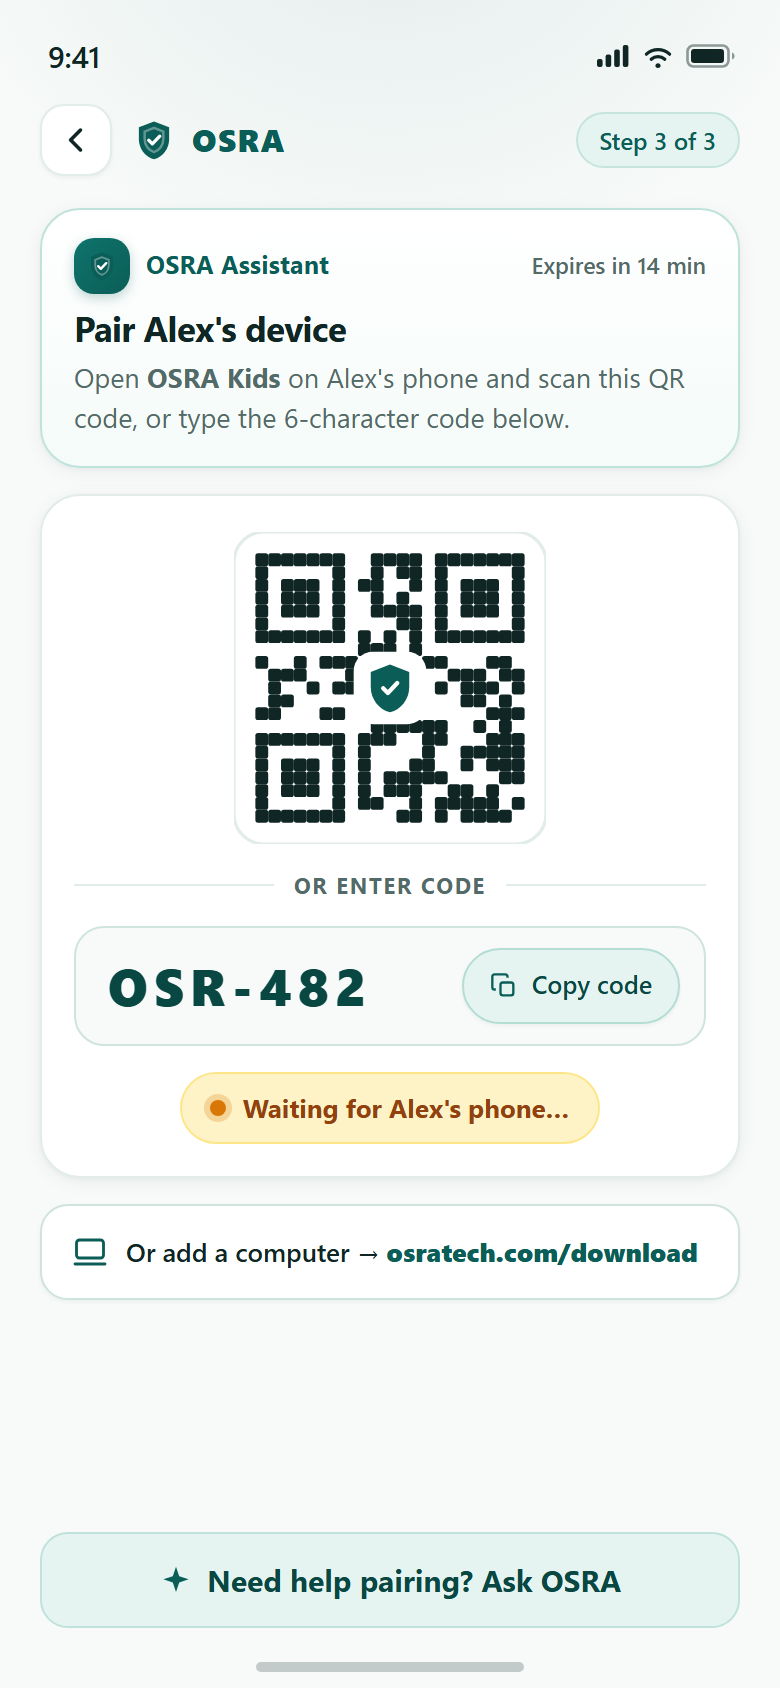 9:41
OSRA
Step 3 of 3
OSRA Assistant
Expires in 14 min
Pair Alex's device
Open OSRA Kids on Alex's phone and scan this QR
code, or type the 6-character code below.
OR ENTER CODE
OSR-482
Copy code
Waiting for Alex's phone...
Or add a computer → osratech.com/download
Need help pairing? Ask OSRA